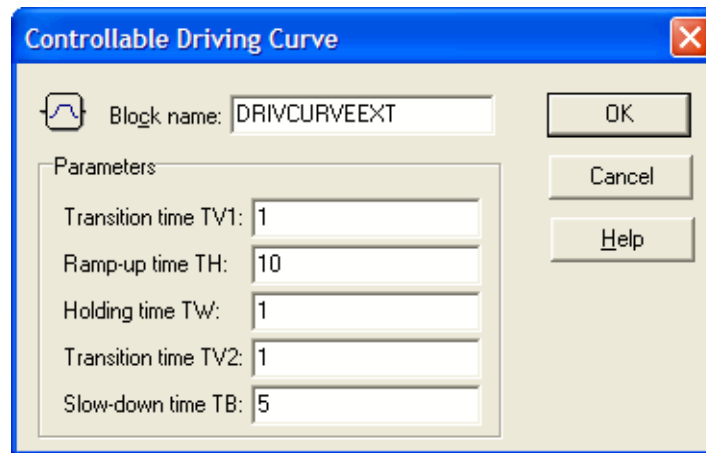 Controllable Driving Curve
Block name: DRIVCURVEEXT
OK
Parameters
Cancel
Transition time TV1: 1
Help
Ramp-up time TH: 10
Holding time TW: 1
Transition time TV2: 1
Slow-down time TB: 5